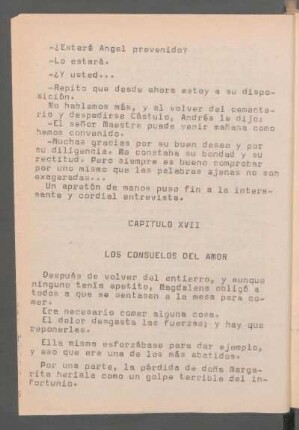 -¿Estará Angel prevenido?
-Lo estará.
-¿Y usted...
-Repito que desde ahora estoy a su dispo-
sición.
No hablamos más, y al volver del cemente-
rio y despedirse Cástulo, Andrés le dijo:
-El señor Maestre puede venir mañana como
hemos convenido.
-Muchas gracias por su buen deseo y por
su diligencia. Me constaba su bondad y su
rectitud. Pero siempre es bueno comprobar
por uno mismo que las palabras ajenas no son
exageradas...
Un apretón de manos puso fin a la intere-
sante y cordial entrevista.
CAPITULO XVII
LOS CONSUELOS DEL AMOR
Después de volver del entierro, y aunque
ninguno tenía apetito, Magdalena obligó a
todos a que se sentasen a la mesa para co-
mer.
Era necesario comer alguna cosa.
El dolor desgasta las fuerzas; y hay que
reponerles.
Ella misma esforzábase para dar ejemplo,
y eso que era una de las más abatidas.
Por una parte, la pérdida de doña Marga-
rita heríala como un golpe terrible del in-
fortunio.